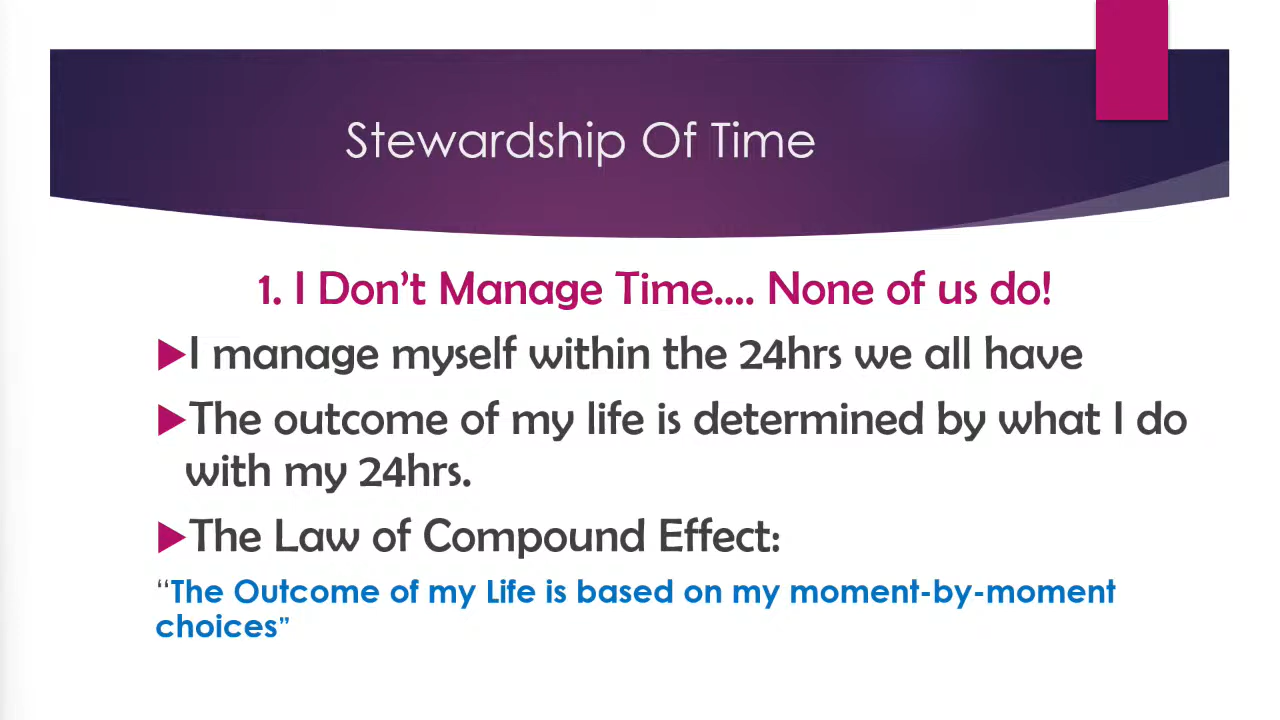 Stewardship Of Time
1. I Don't Manage Time.... None of us do!
I manage myself within the 24hrs we all have
The outcome of my life is determined by what I do
with my 24hrs.
The Law of Compound Effect:
“The Outcome of my Life is based on my moment-by-moment
choices”